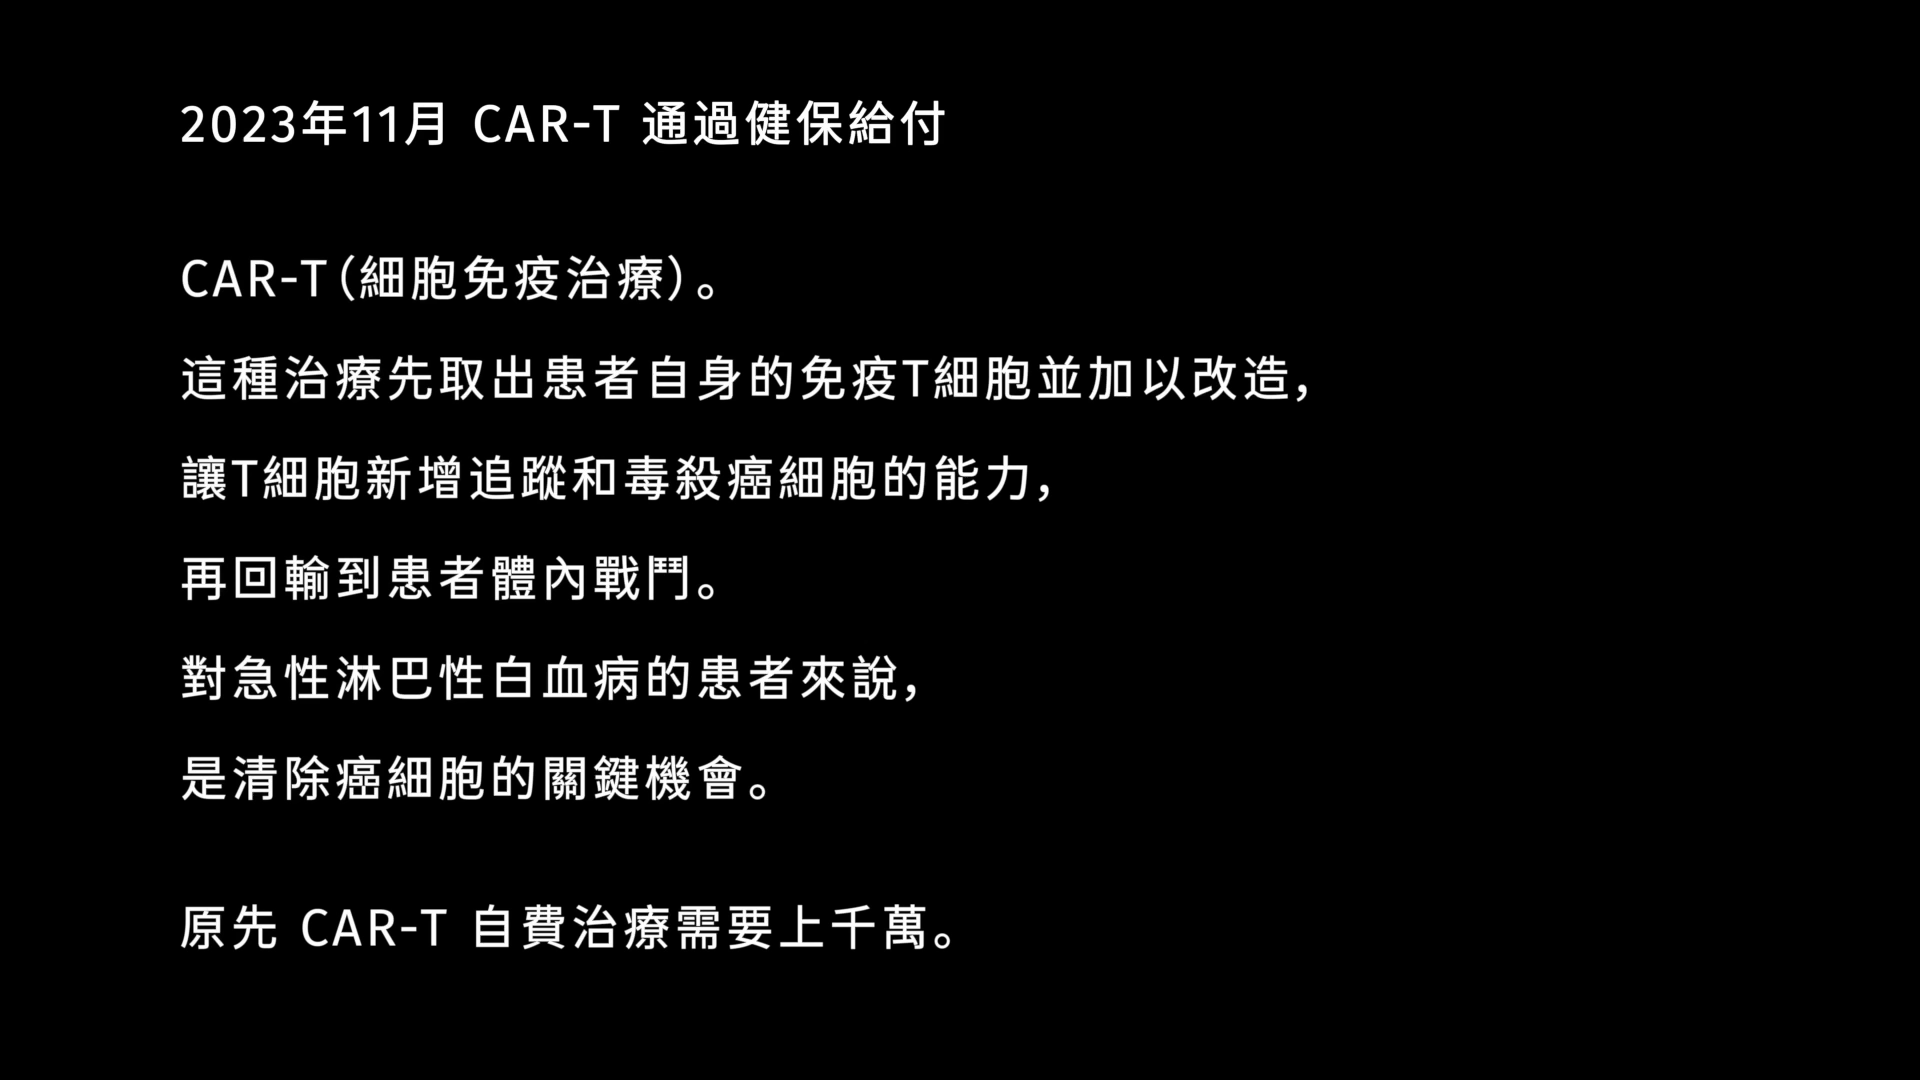 2023年11月 CAR-T 通過健保給付
CAR-T（細胞免疫治療）。
這種治療先取出患者自身的免疫T細胞並加以改造，
讓T細胞新增追蹤和毒殺癌細胞的能力，
再回輸到患者體內戰鬥。
對急性淋巴性白血病的患者來說，
是清除癌細胞的關鍵機會。
原先 CAR-T 自費治療需要上千萬。